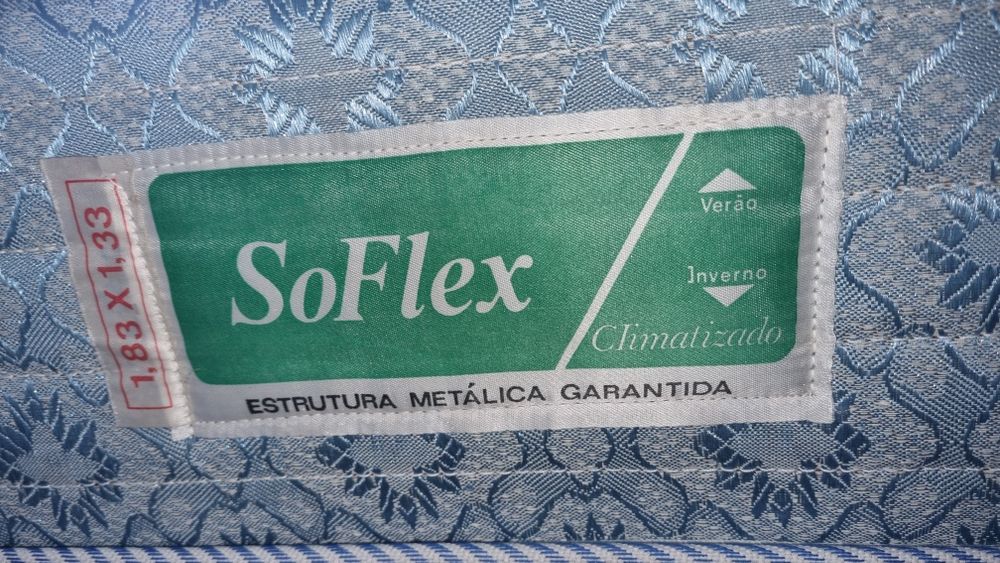 1,83 X 1,33
SoFlex
Verão
Inverno
Climatizado
ESTRUTURA METÁLICA GARANTIDA